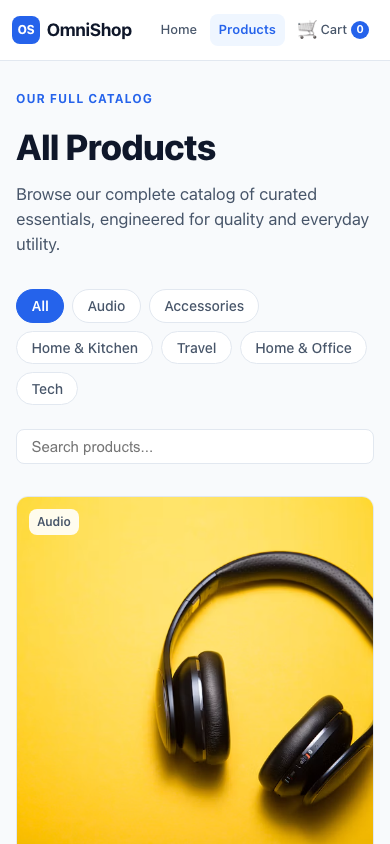 OS OmniShop Home Products Cart 0
OUR FULL CATALOG
All Products
Browse our complete catalog of curated
essentials, engineered for quality and everyday
utility.
All Audio Accessories
Home & Kitchen Travel Home & Office
Tech
Search products...
Audio